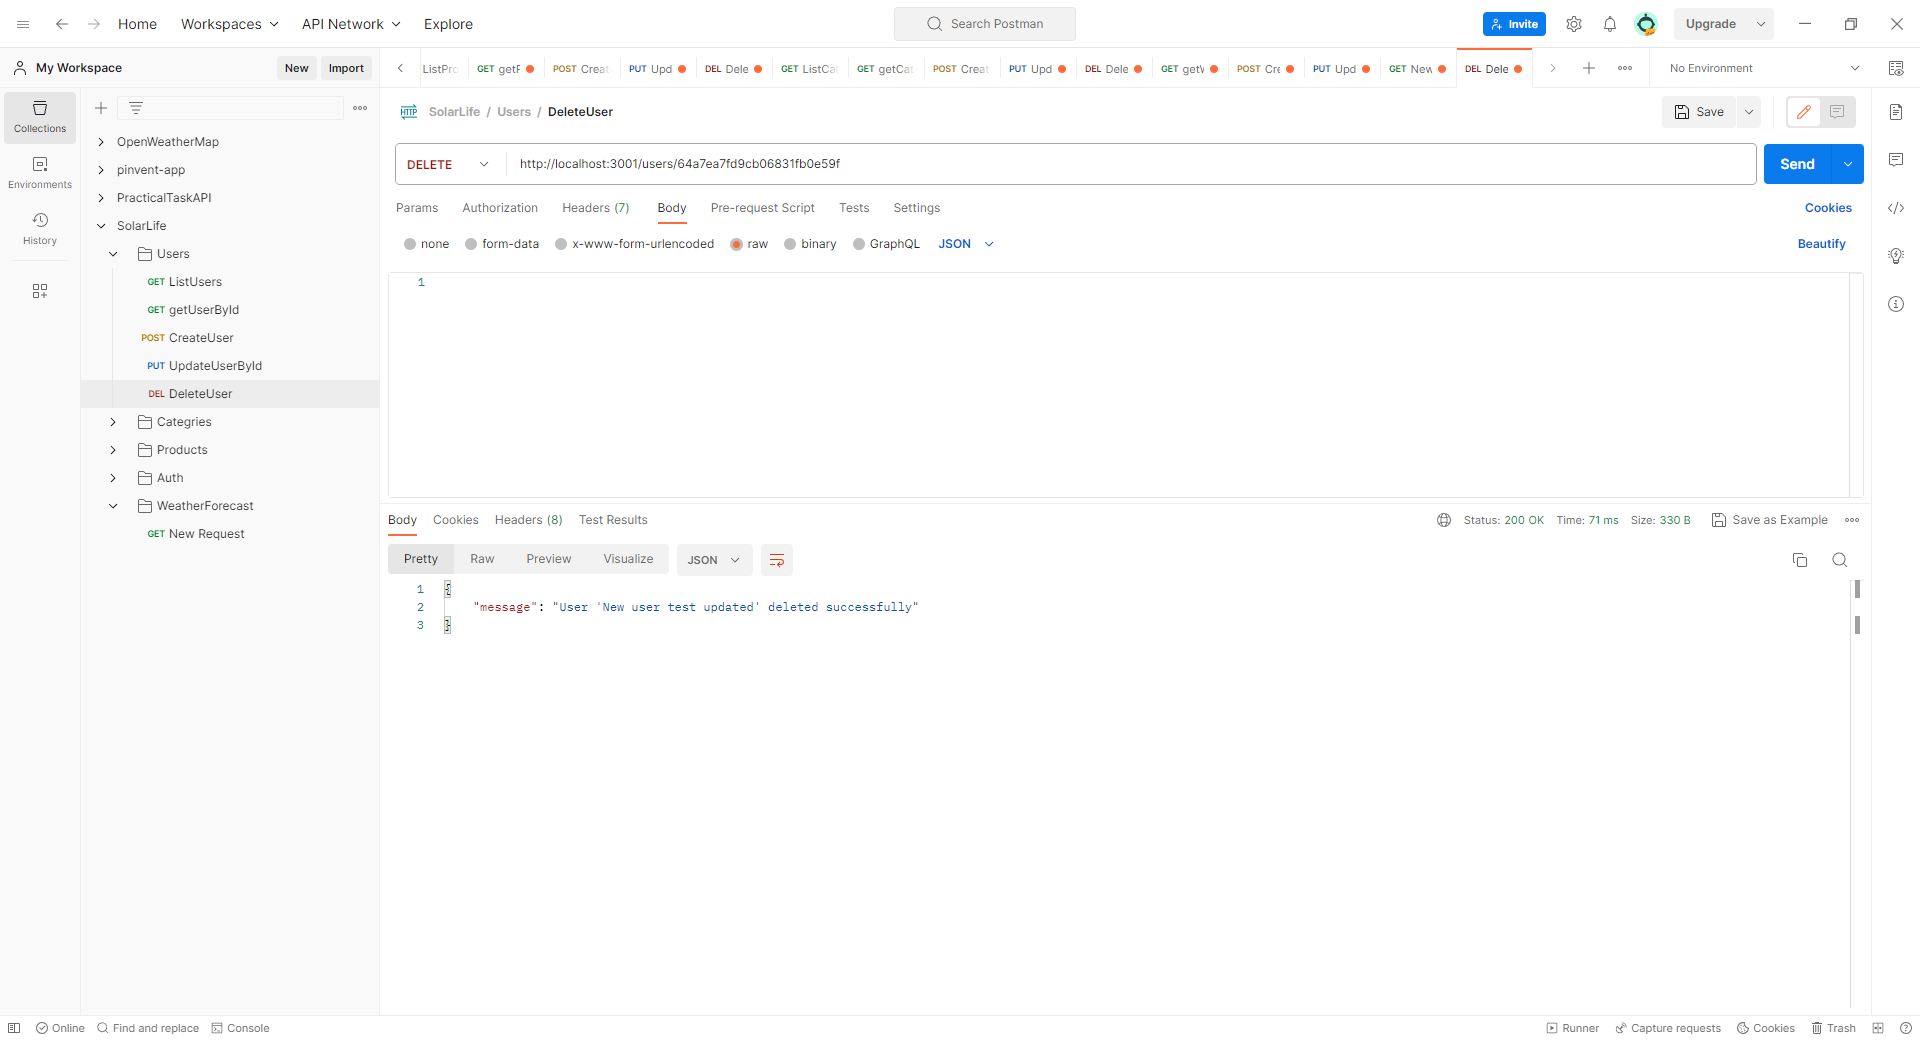 Home Workspaces API Network Explore Search Postman Invite Upgrade
My Workspace New Import
ListPro GET getF POST Creat PUT Upd DEL Dele GET ListCa GET getCa POST Creat PUT Upd DEL Dele GET getV POST Cre PUT Upd GET New DEL Dele No Environment
Collections
Environments
History
OpenWeatherMap
pinvent-app
PracticalTaskAPI
SolarLife
Users
GET ListUsers
GET getUserById
POST CreateUser
PUT UpdateUserById
DEL DeleteUser
Categries
Products
Auth
WeatherForecast
GET New Request
HTTP SolarLife / Users / DeleteUser Save
DELETE http://localhost:3001/users/64a7ea7fd9cb06831fb0e59f Send
Params Authorization Headers (7) Body Pre-request Script Tests Settings Cookies
none form-data x-www-form-urlencoded raw binary GraphQL JSON Beautify
1
Body Cookies Headers (8) Test Results Status: 200 OK Time: 71 ms Size: 330 B Save as Example
Pretty Raw Preview Visualize JSON
1 {
2 "message": "User 'New user test updated' deleted successfully"
3 }
Online Find and replace Console Runner Capture requests Cookies Trash